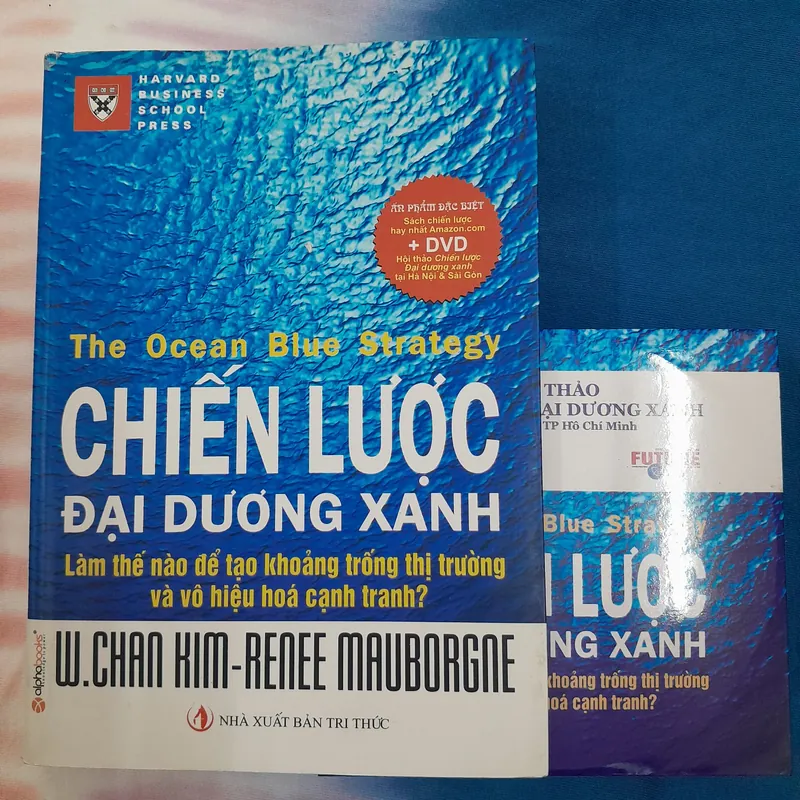 HARVARD
BUSINESS
SCHOOL
PRESS
ẤN PHẨM ĐẶC BIỆT
Sách chiến lược
hay nhất Amazon.com
+ DVD
Hội thảo Chiến lược
Đại dương xanh
tại Hà Nội & Sài Gòn
The Ocean Blue Strategy
CHIẾN LƯỢC
ĐẠI DƯƠNG XANH
Làm thế nào để tạo khoảng trống thị trường
và vô hiệu hoá cạnh tranh?
W.CHAN KIM-RENEE MAUBORGNE
alphabooks
NHÀ XUẤT BẢN TRI THỨC
THẢO
ẠI DƯƠNG XANH
TP Hồ Chí Minh
FUTURE
Blue Strategy
LƯỢC
NG XANH
khoảng trống thị trường
hoá cạnh tranh?